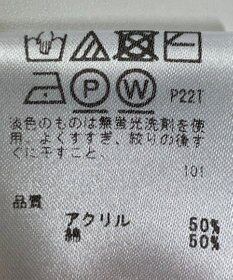 P22T
淡色のものは無蛍光洗剤を使
用。よくすすぎ、絞りの後す
ぐに干すこと。
101
品質
アクリル 50%
綿 50%